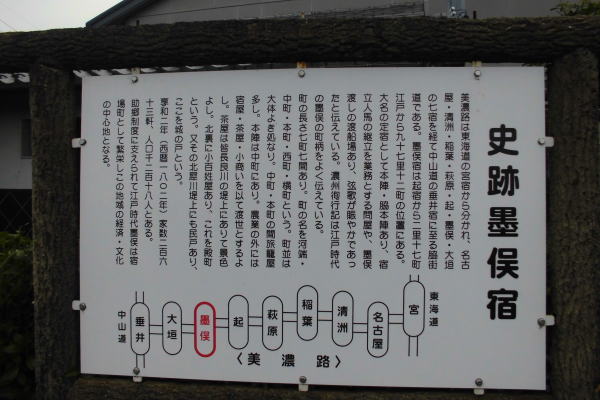 史跡墨俣宿
美濃路は東海道の宮宿から分かれ、名古
屋・清洲・稲葉・萩原・起・墨俣・大垣
の七宿を経て中山道の垂井宿に至る脇街
道である。墨俣宿は起宿から二里十七町
江戸から九十七里十二町の位置にある。
大名の定宿として本陣・脇本陣あり、宿
立人馬の継立を業務とする問屋や、墨俣
渡しの渡船場あり、弦歌が賑やかであっ
たと伝えている。濃州徇行記は江戸時代
の墨俣の町柄をよく伝えている。
町の長さ七町七間あり。町の名を河端・
中町・本町・西町・横町という。町並は
大体よき処なり。中町・本町の間旅籠屋
多し。本陣は中町にあり。農業の外には
宿屋・茶屋・小商いを以て渡世とするよ
し。茶屋は皆長良川の堤上にありて景色
よし。北裏に小百姓屋あり、これを殿町
という。又その北犀川堤上にも民戸あり、
ここを城の戸という。
享和二年(西暦一八〇二年)家数二百六
十三軒、人口千二百十八人とある。
助郷制度に支えられて江戸時代墨俣は宿
場町として繁栄しこの地域の経済・文化
の中心地となる。
東海道
宮
名古屋
清洲
稲葉
萩原
起
墨俣
大垣
垂井
中山道
〈美濃路〉